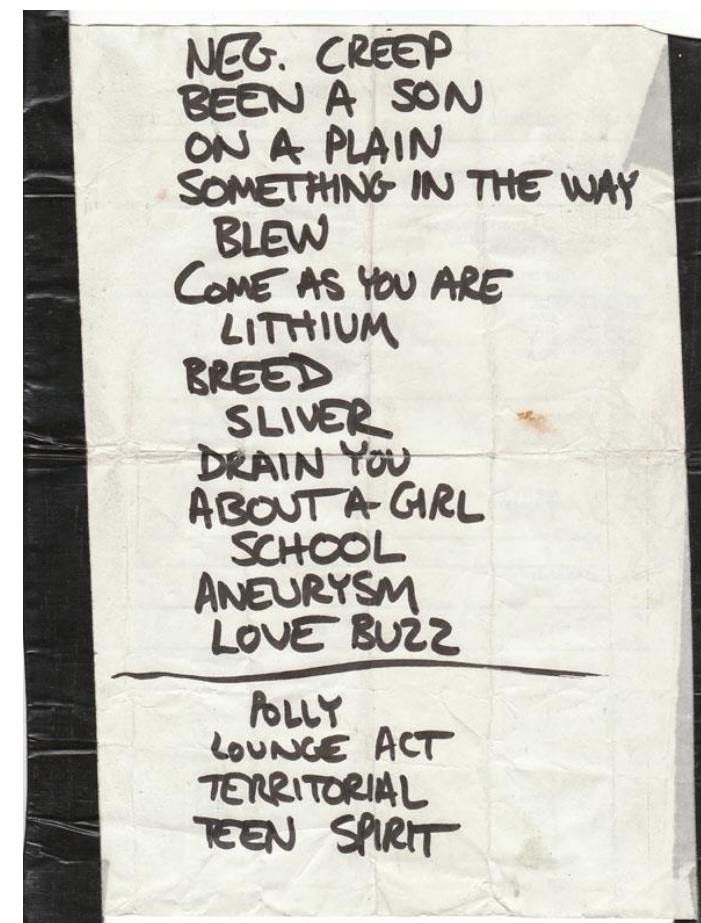 NEG. CREEP
BEEN A SON
ON A PLAIN
SOMETHING IN THE WAY
BLEW
COME AS YOU ARE
LITHIUM
BREED
SLIVER
DRAIN YOU
ABOUT A GIRL
SCHOOL
ANEURYSM
LOVE BUZZ
POLLY
LOUNGE ACT
TERRITORIAL
TEEN SPIRIT